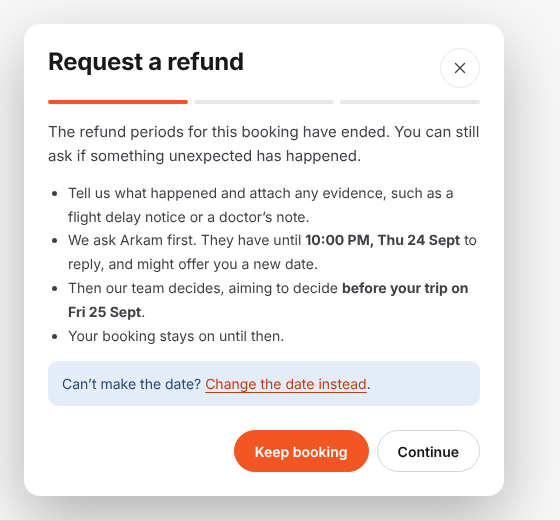 Request a refund
The refund periods for this booking have ended. You can still
ask if something unexpected has happened.
• Tell us what happened and attach any evidence, such as a
flight delay notice or a doctor’s note.
• We ask Arkam first. They have until 10:00 PM, Thu 24 Sept to
reply, and might offer you a new date.
• Then our team decides, aiming to decide before your trip on
Fri 25 Sept.
• Your booking stays on until then.
Can’t make the date? Change the date instead.
Keep booking
Continue